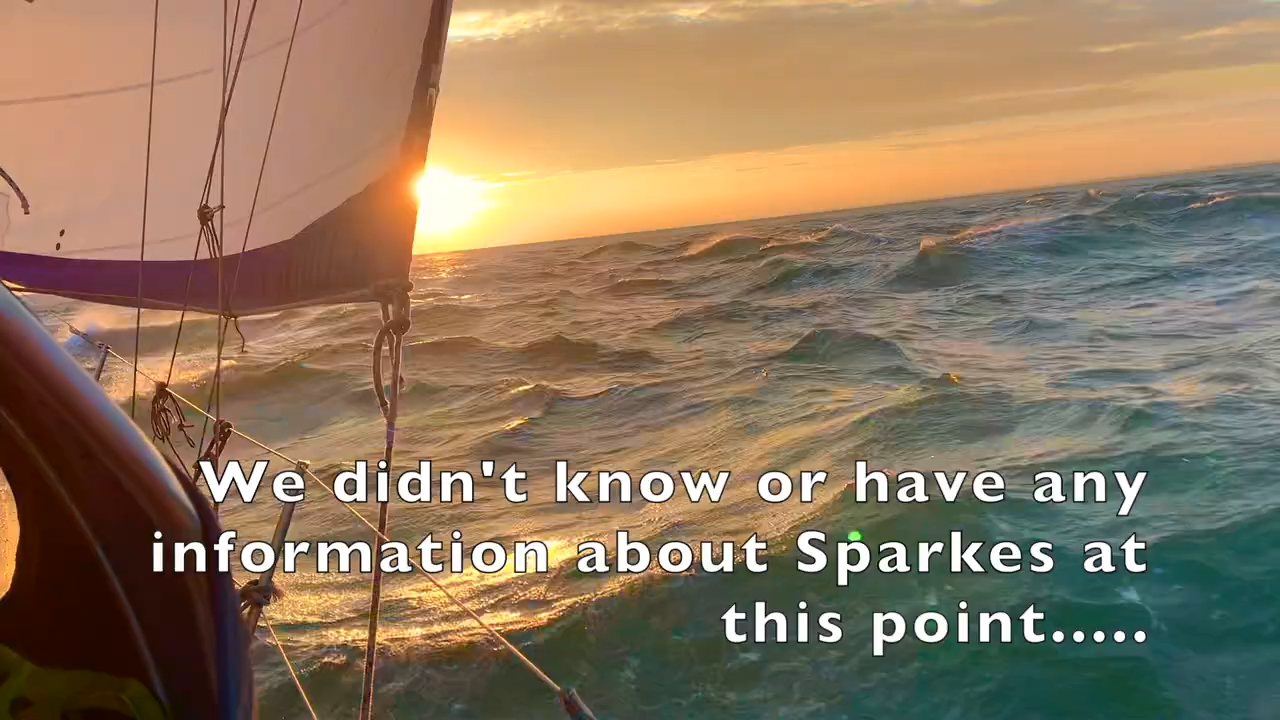 We didn't know or have any
information about Sparkes at
this point.....